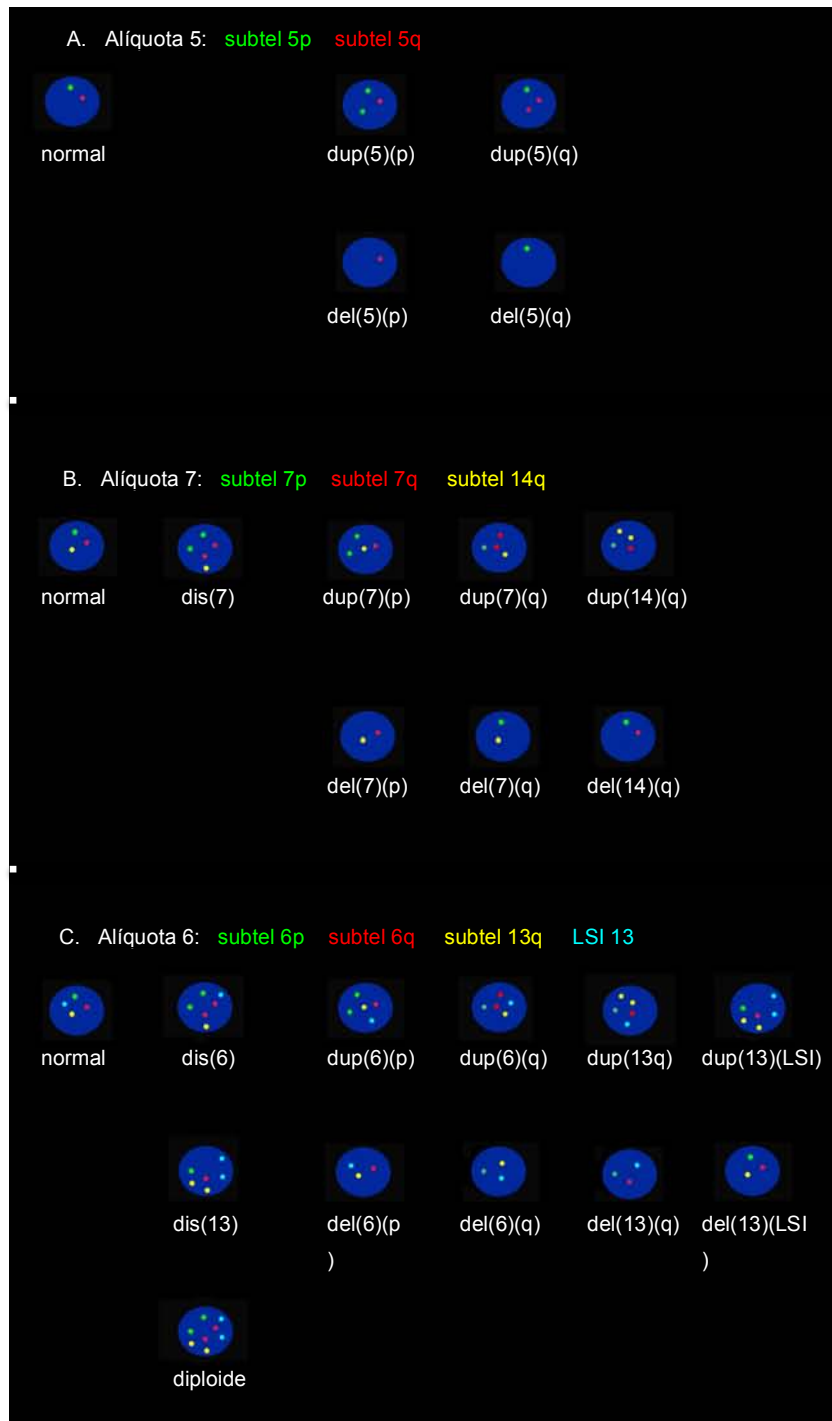 A. Alíquota 5: subtel 5p subtel 5q
normal dup(5)(p) dup(5)(q)
del(5)(p) del(5)(q)
B. Alíquota 7: subtel 7p subtel 7q subtel 14q
normal dis(7) dup(7)(p) dup(7)(q) dup(14)(q)
del(7)(p) del(7)(q) del(14)(q)
C. Alíquota 6: subtel 6p subtel 6q subtel 13q LSI 13
normal dis(6) dup(6)(p) dup(6)(q) dup(13q) dup(13)(LSI)
dis(13) del(6)(p del(6)(q) del(13)(q) del(13)(LSI
) )
diploide